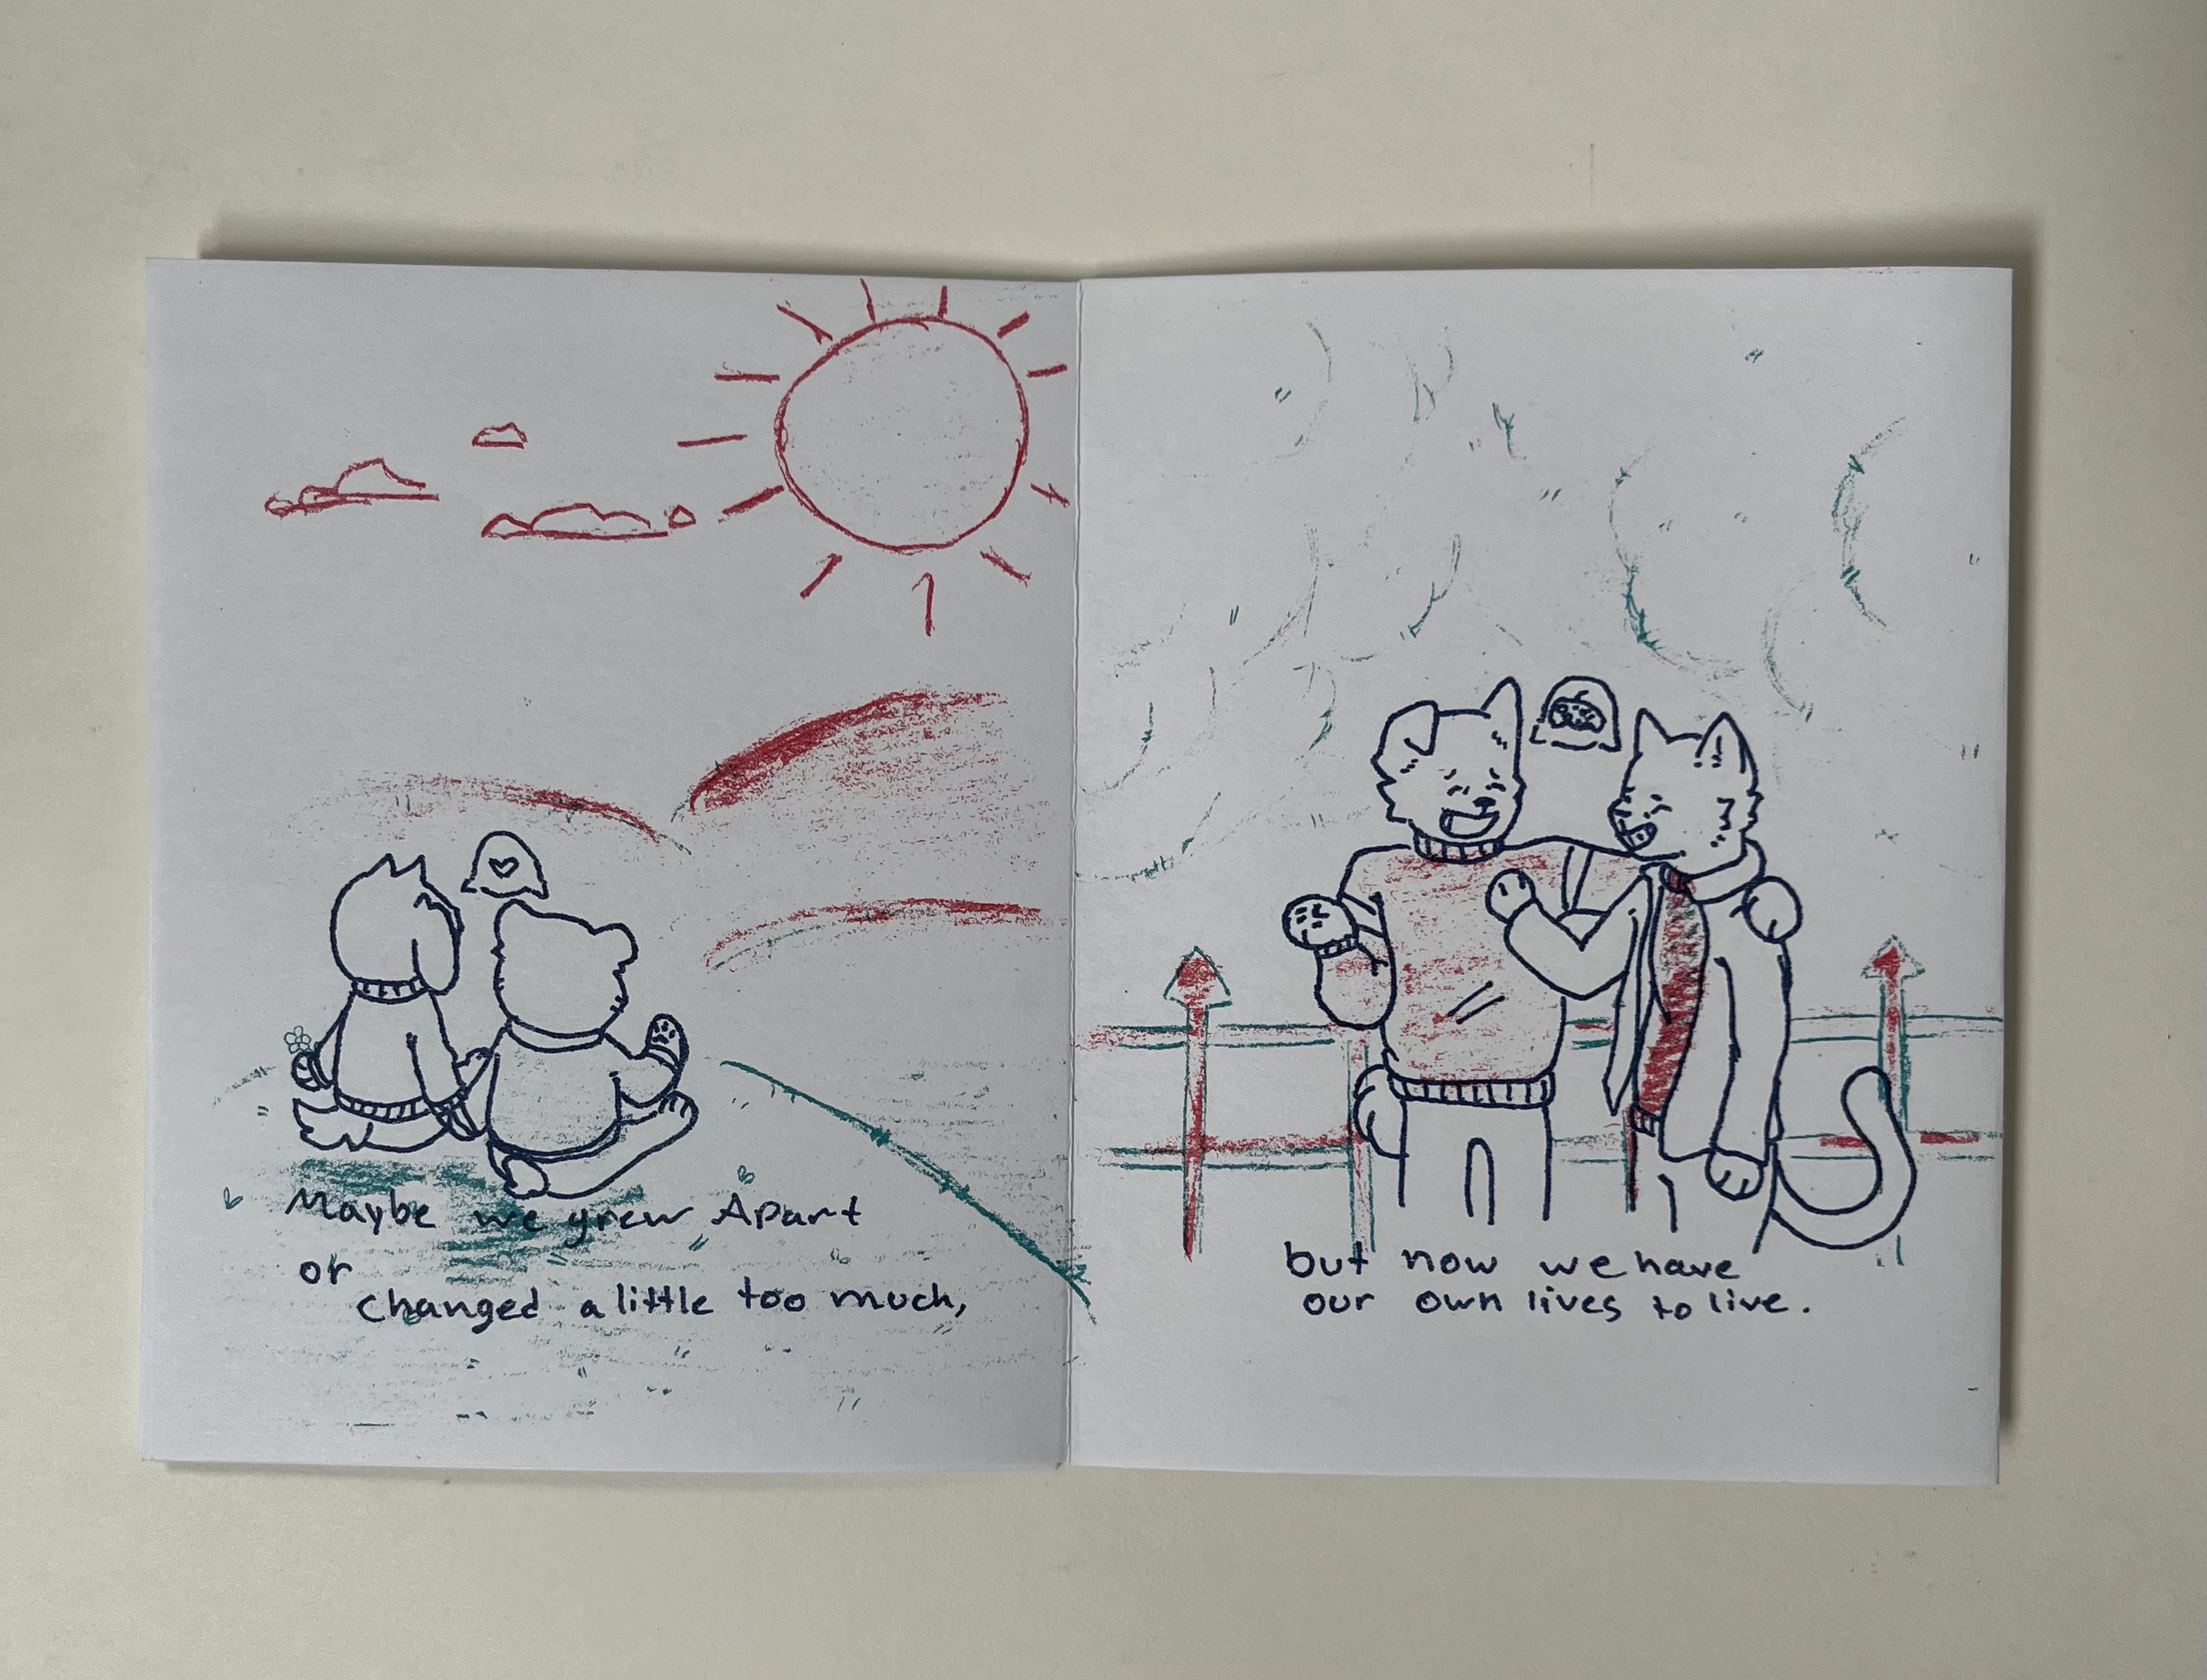 Maybe we grew Apart
or
changed a little too much,
but now we have
our own lives to live.